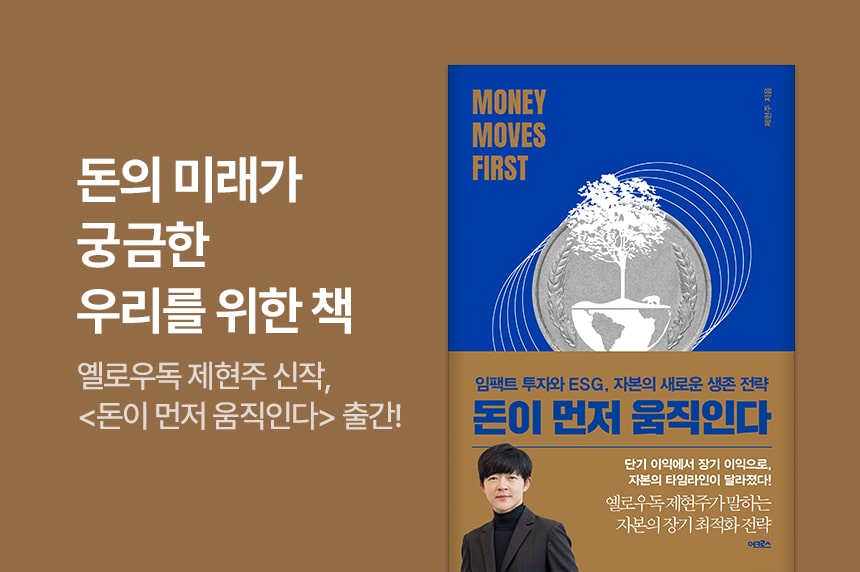 돈의 미래가
궁금한
우리를 위한 책
옐로우독 제현주 신작,
<돈이 먼저 움직인다> 출간!
MONEY
MOVES
FIRST
제현주 지음
임팩트 투자와 ESG, 자본의 새로운 생존 전략
돈이 먼저 움직인다
단기 이익에서 장기 이익으로,
자본의 타임라인이 달라졌다!
옐로우독 제현주가 말하는
자본의 장기 최적화 전략
어크로스